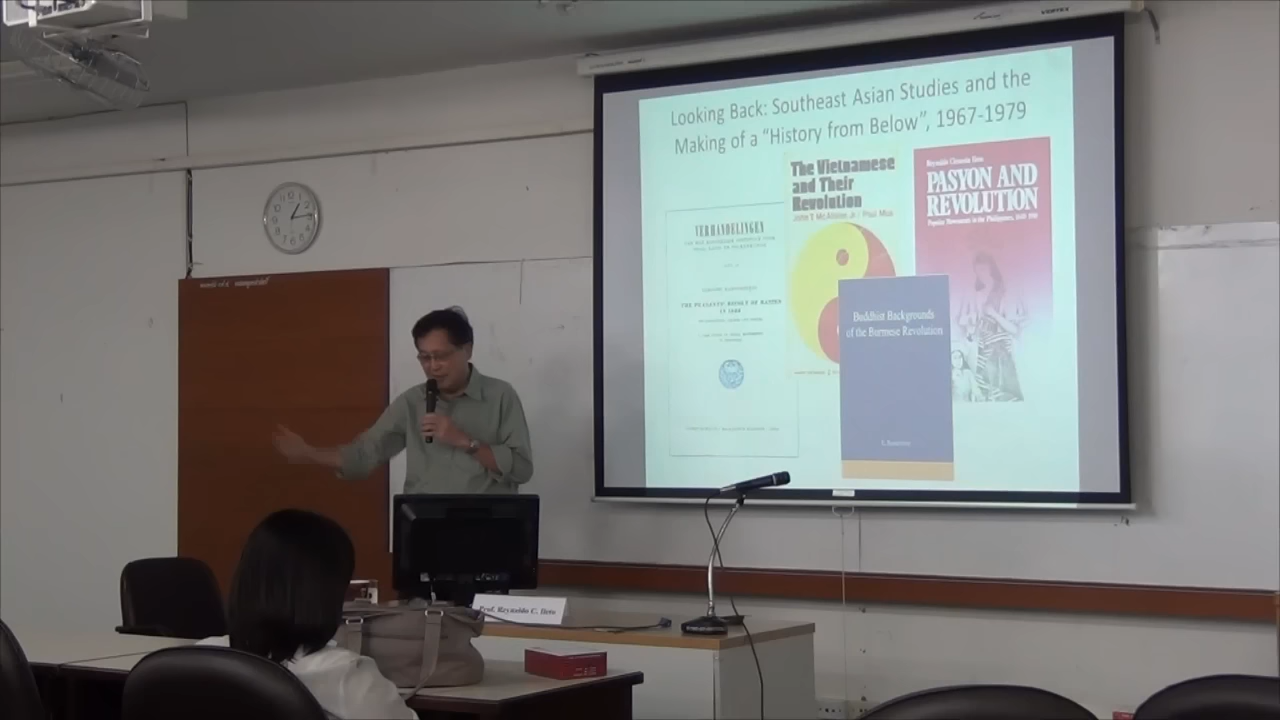 Looking Back: Southeast Asian Studies and the
Making of a “History from Below”, 1967-1979
VERHANDELINGEN
THE PEASANTS' REVOLT OF BANTEN
IN 1888
The Vietnamese
and Their
Revolution
John T. McAlister, Jr. / Paul Mus
Reynaldo Clemeña Ileto
PASYON AND
REVOLUTION
Popular Movements in the Philippines, 1840-1910
Buddhist Backgrounds
of the Burmese Revolution
Prof. Reynaldo C. Ileto
VERTEX